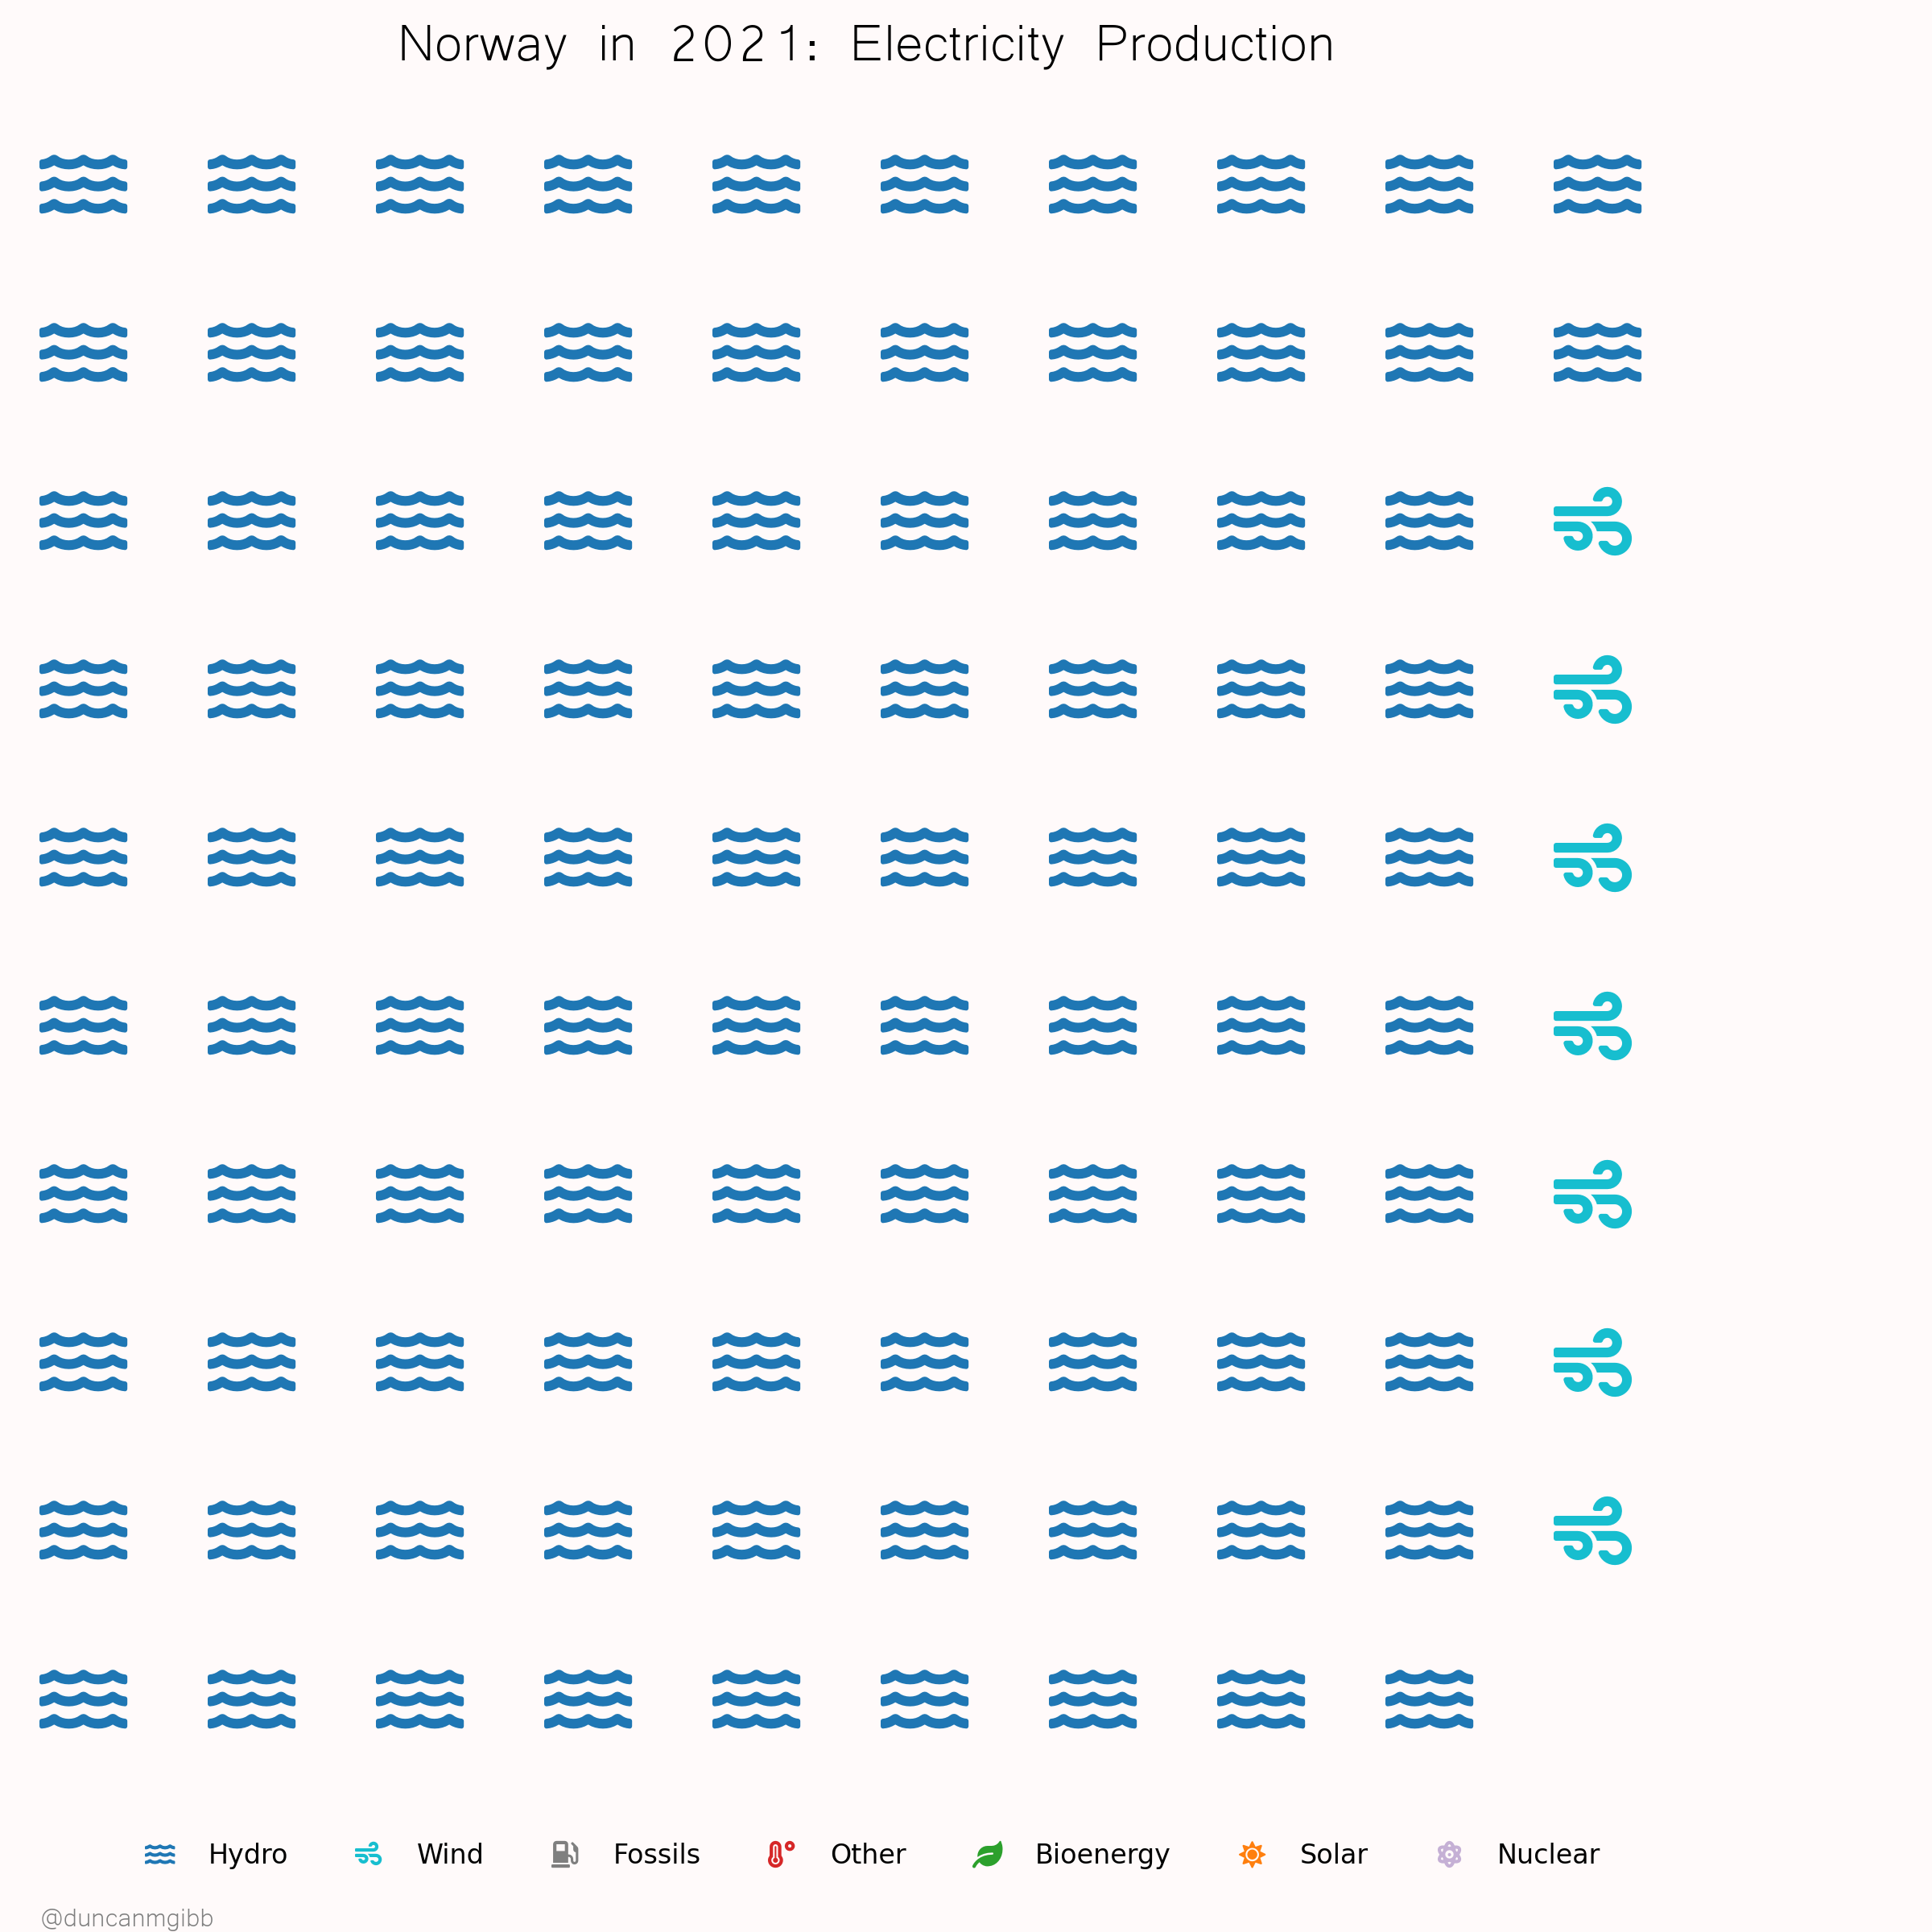 Norway in 2021: Electricity Production
Hydro Wind Fossils Other Bioenergy Solar Nuclear
@duncanmgibb